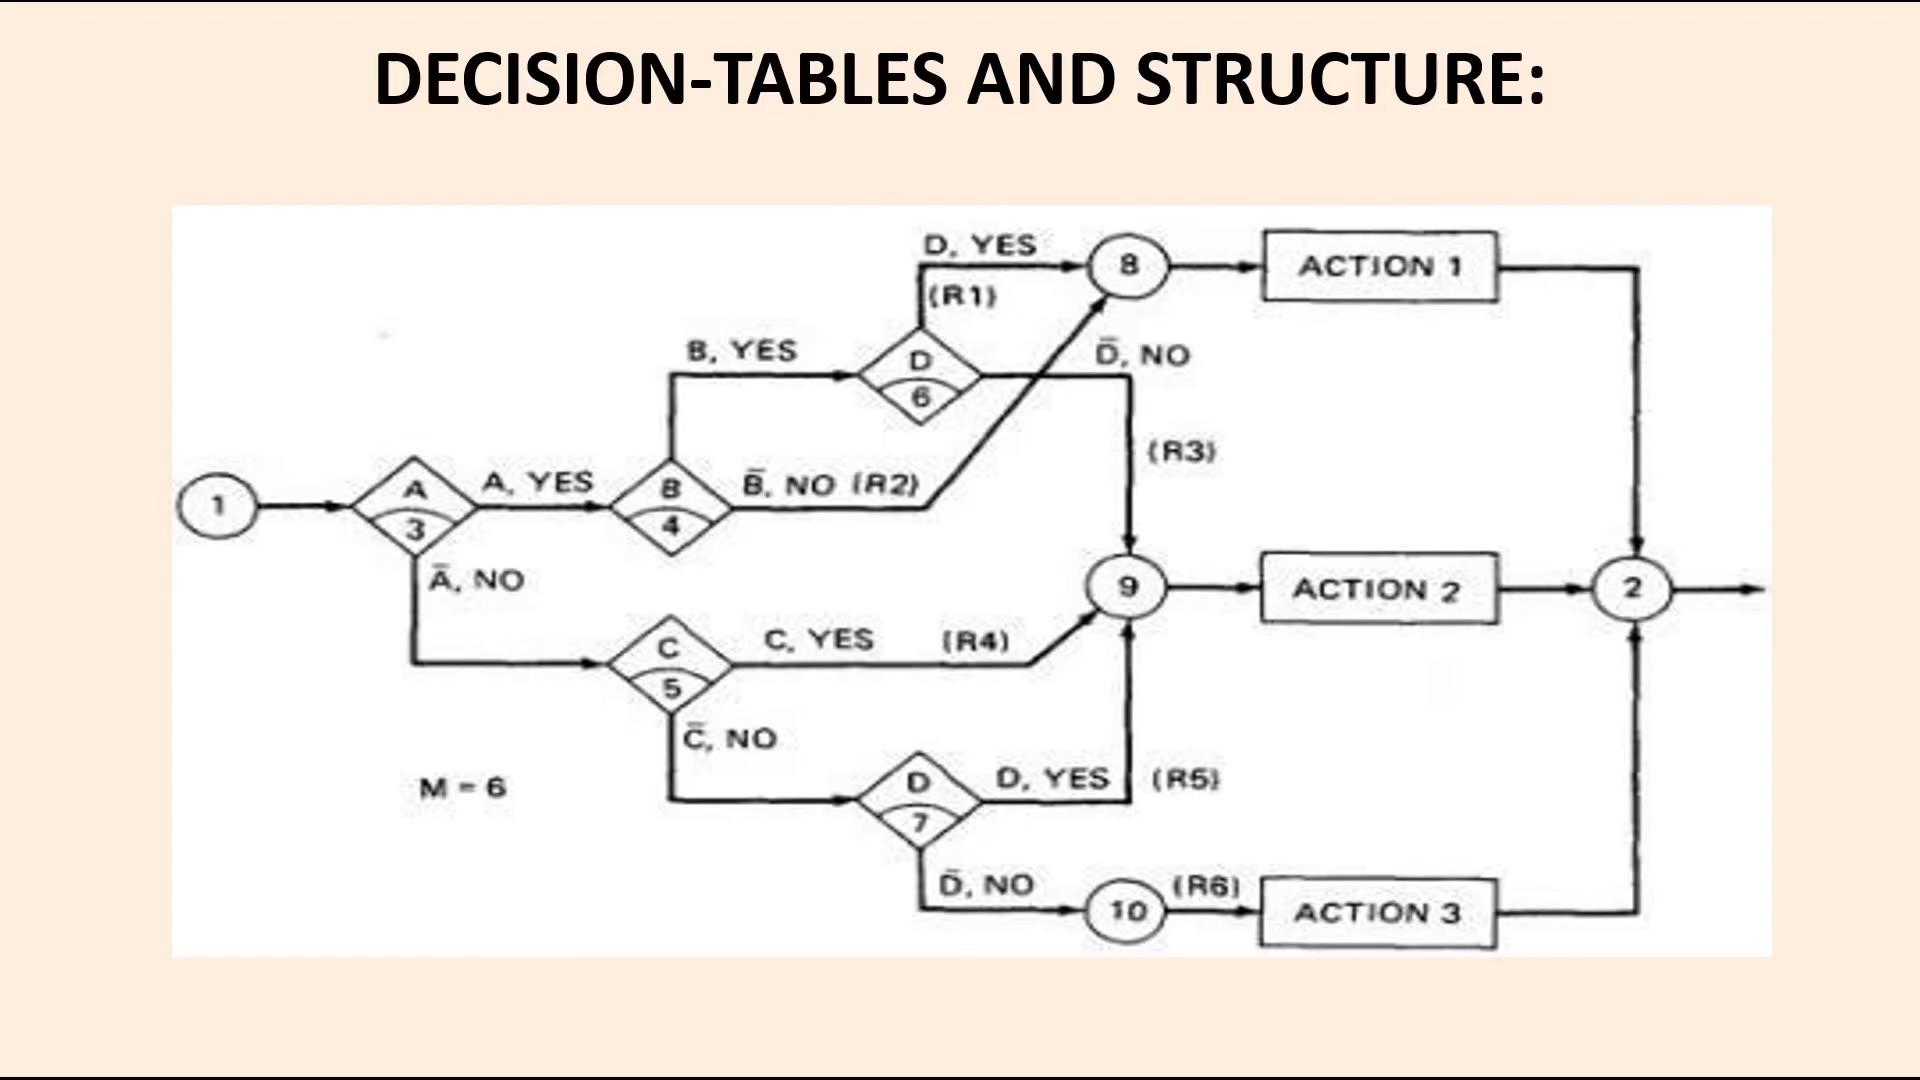 DECISION-TABLES AND STRUCTURE:
D, YES
8
ACTION 1
(R1)
B, YES
D
6
D̅, NO
(R3)
1
A
3
A, YES
B
4
B̅, NO (R2)
A̅, NO
9
ACTION 2
2
C
5
C, YES
(R4)
C̅, NO
M = 6
D
7
D, YES
(R5)
D̅, NO
10
(R6)
ACTION 3